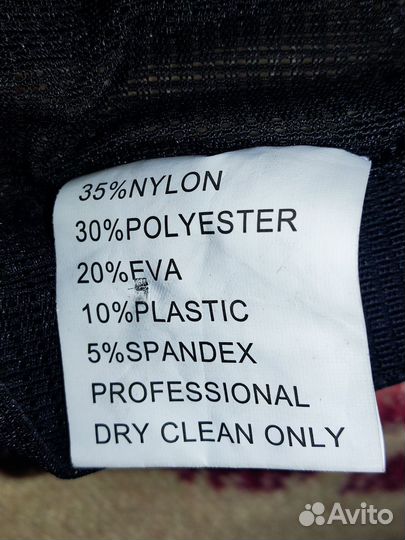 35%NYLON
30%POLYESTER
20%EVA
10%PLASTIC
5%SPANDEX
PROFESSIONAL
DRY CLEAN ONLY
Avito